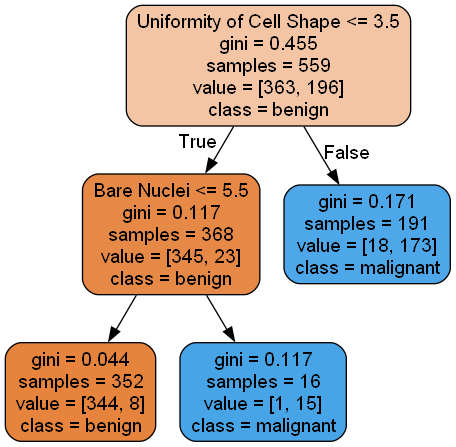 Uniformity of Cell Shape <= 3.5
gini = 0.455
samples = 559
value = [363, 196]
class = benign
True
False
Bare Nuclei <= 5.5
gini = 0.117
samples = 368
value = [345, 23]
class = benign
gini = 0.171
samples = 191
value = [18, 173]
class = malignant
gini = 0.044
samples = 352
value = [344, 8]
class = benign
gini = 0.117
samples = 16
value = [1, 15]
class = malignant